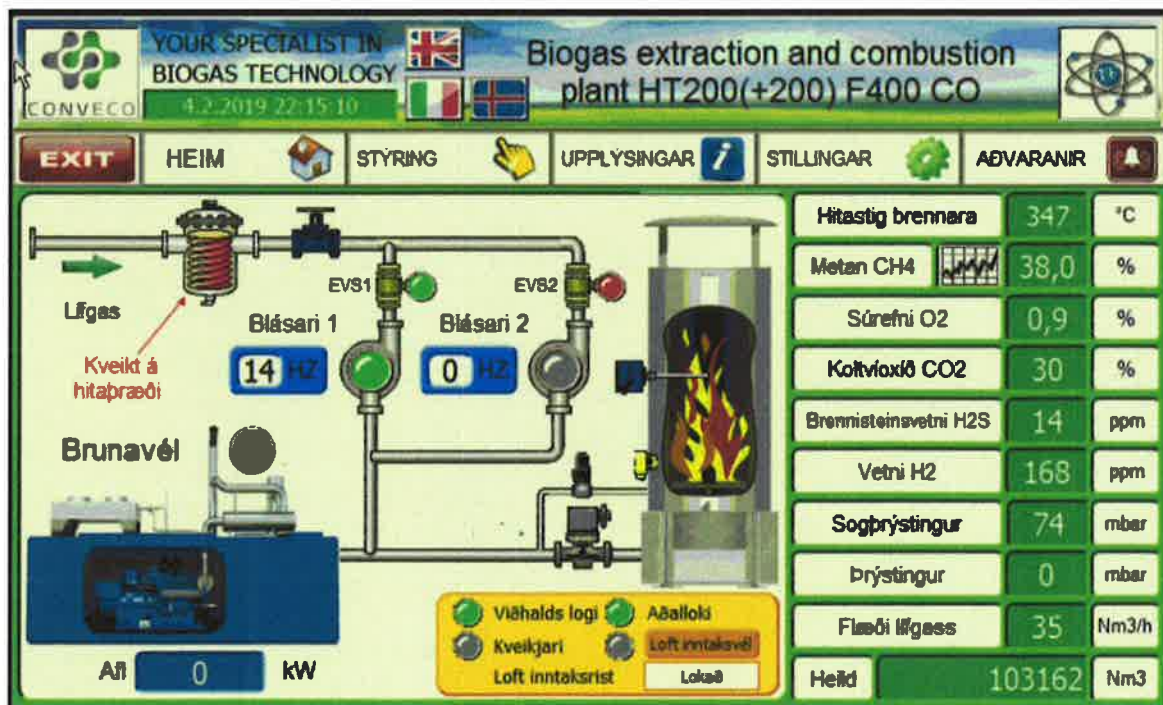 CONVECO
YOUR SPECIALIST IN
BIOGAS TECHNOLOGY
4.2.2019 22:15:10
Biogas extraction and combustion
plant HT200(+200) F400 CO
EXIT
HEIM
STÝRING
UPPLÝSINGAR
STILLINGAR
AÐVARANIR
Lífgas
Kveikt á
hitaþræði
EVS1
EVS2
Blásari 1
Blásari 2
14 HZ
0 HZ
Brunavél
Afl 0 kW
Viðhalds logi
Aðalloki
Kveikjari
Loft inntaksvél
Loft inntaksrist
Lokað
Hitastig brennara 347 °C
Metan CH4 38,0 %
Súrefni O2 0,9 %
Koltvíoxíð CO2 30 %
Brennisteinsvetni H2S 14 ppm
Vetni H2 168 ppm
Sogþrýstingur 74 mbar
Þrýstingur 0 mbar
Flæði lífgass 35 Nm3/h
Heild 103162 Nm3